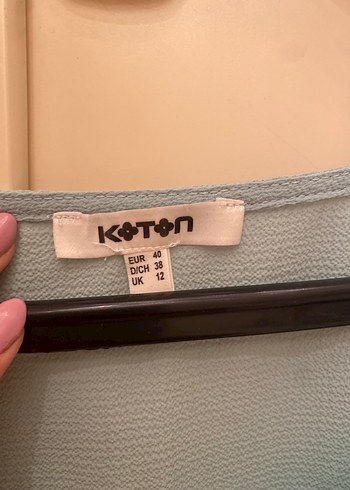 KOTON
EUR 40
D/CH 38
UK 12